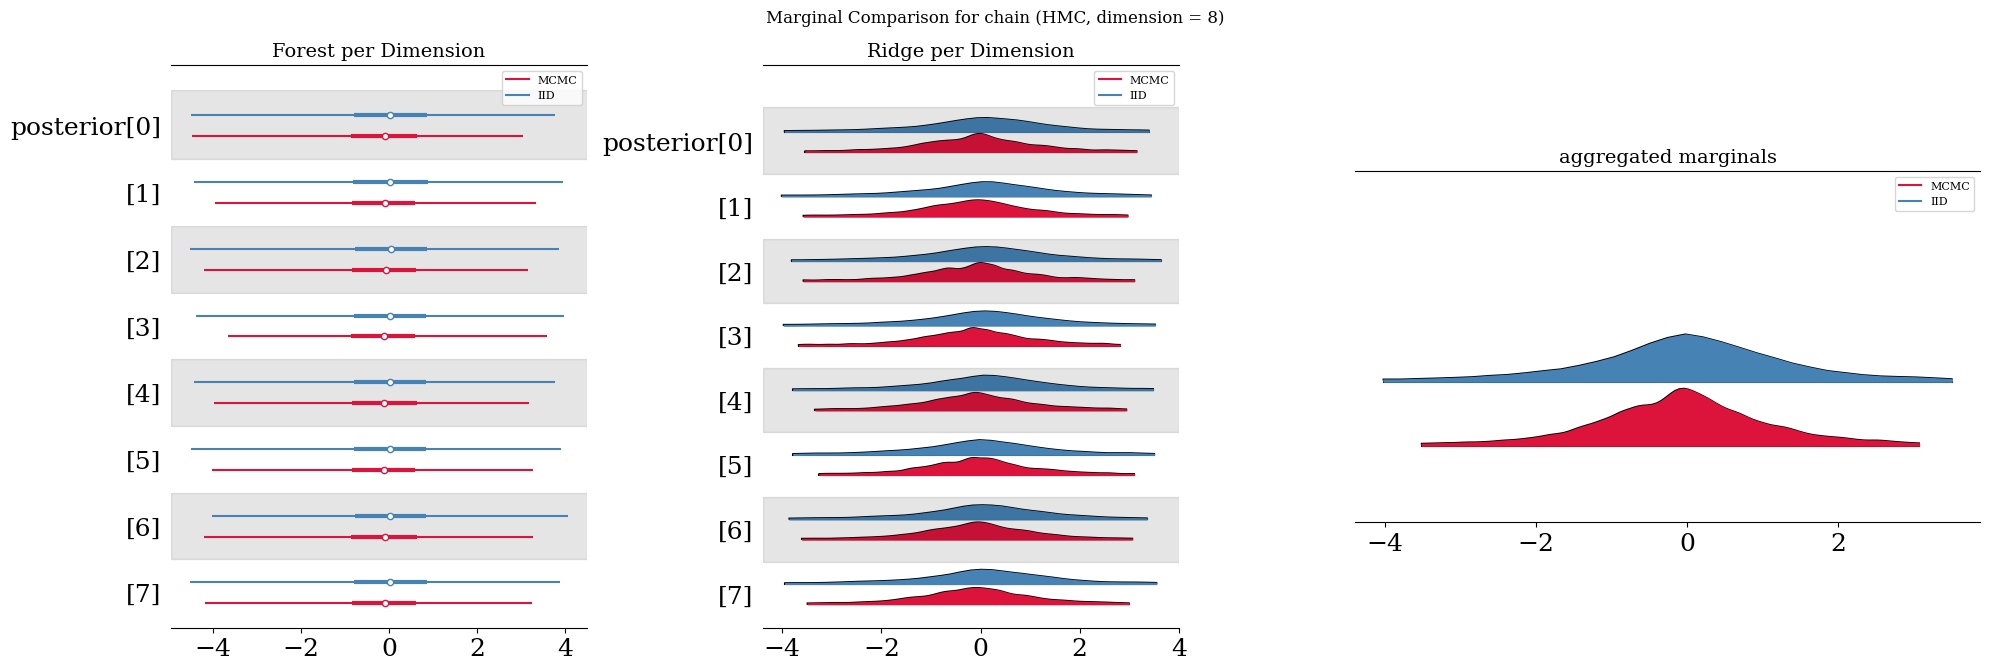 Marginal Comparison for chain (HMC, dimension = 8)
Forest per Dimension
MCMC
IID
posterior[0]
[1]
[2]
[3]
[4]
[5]
[6]
[7]
−4 −2 0 2 4
Ridge per Dimension
MCMC
IID
posterior[0]
[1]
[2]
[3]
[4]
[5]
[6]
[7]
−4 −2 0 2 4
aggregated marginals
MCMC
IID
−4 −2 0 2